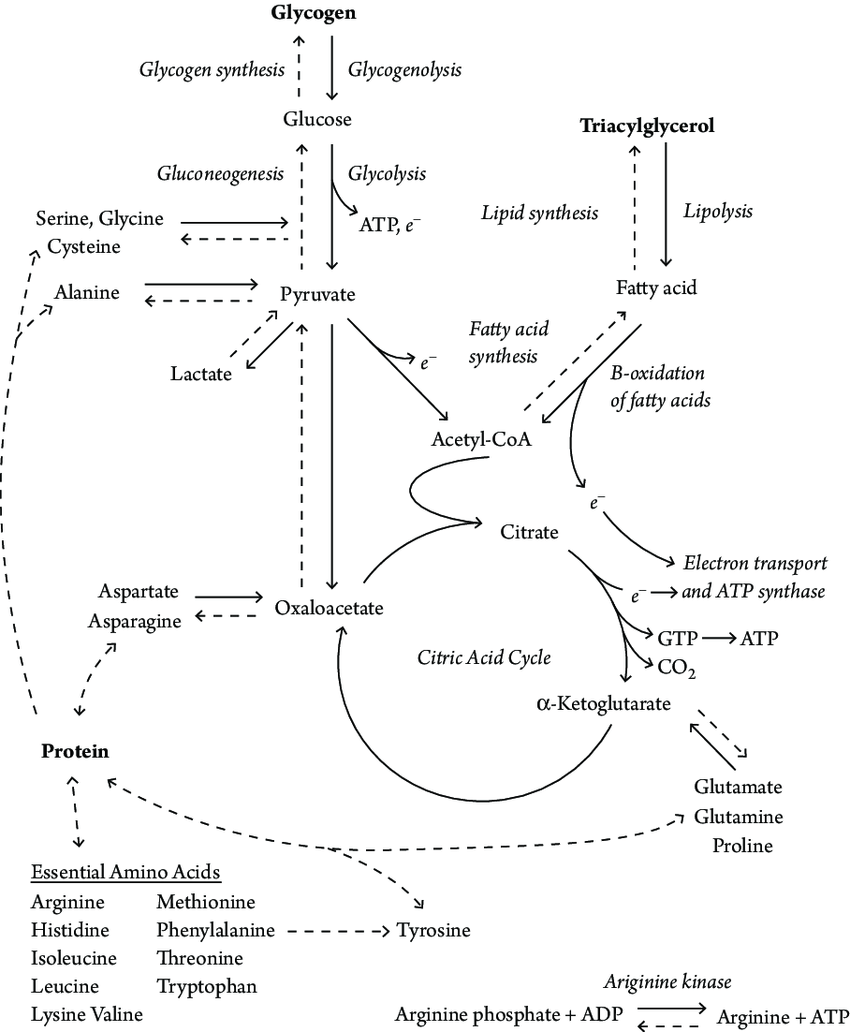 Glycogen
Glycogen synthesis
Glycogenolysis
Glucose
Triacylglycerol
Gluconeogenesis
Glycolysis
Serine, Glycine
Cysteine
ATP, e⁻
Lipid synthesis
Lipolysis
Alanine
Pyruvate
Fatty acid
Lactate
e⁻
Fatty acid
synthesis
B-oxidation
of fatty acids
Acetyl-CoA
e⁻
Citrate
Electron transport
and ATP synthase
e⁻
Aspartate
Asparagine
Oxaloacetate
GTP
ATP
CO₂
Citric Acid Cycle
α-Ketoglutarate
Protein
Glutamate
Glutamine
Proline
Essential Amino Acids
Arginine Methionine
Histidine Phenylalanine
Tyrosine
Isoleucine Threonine
Leucine Tryptophan
Lysine Valine
Ariginine kinase
Arginine phosphate + ADP
Arginine + ATP